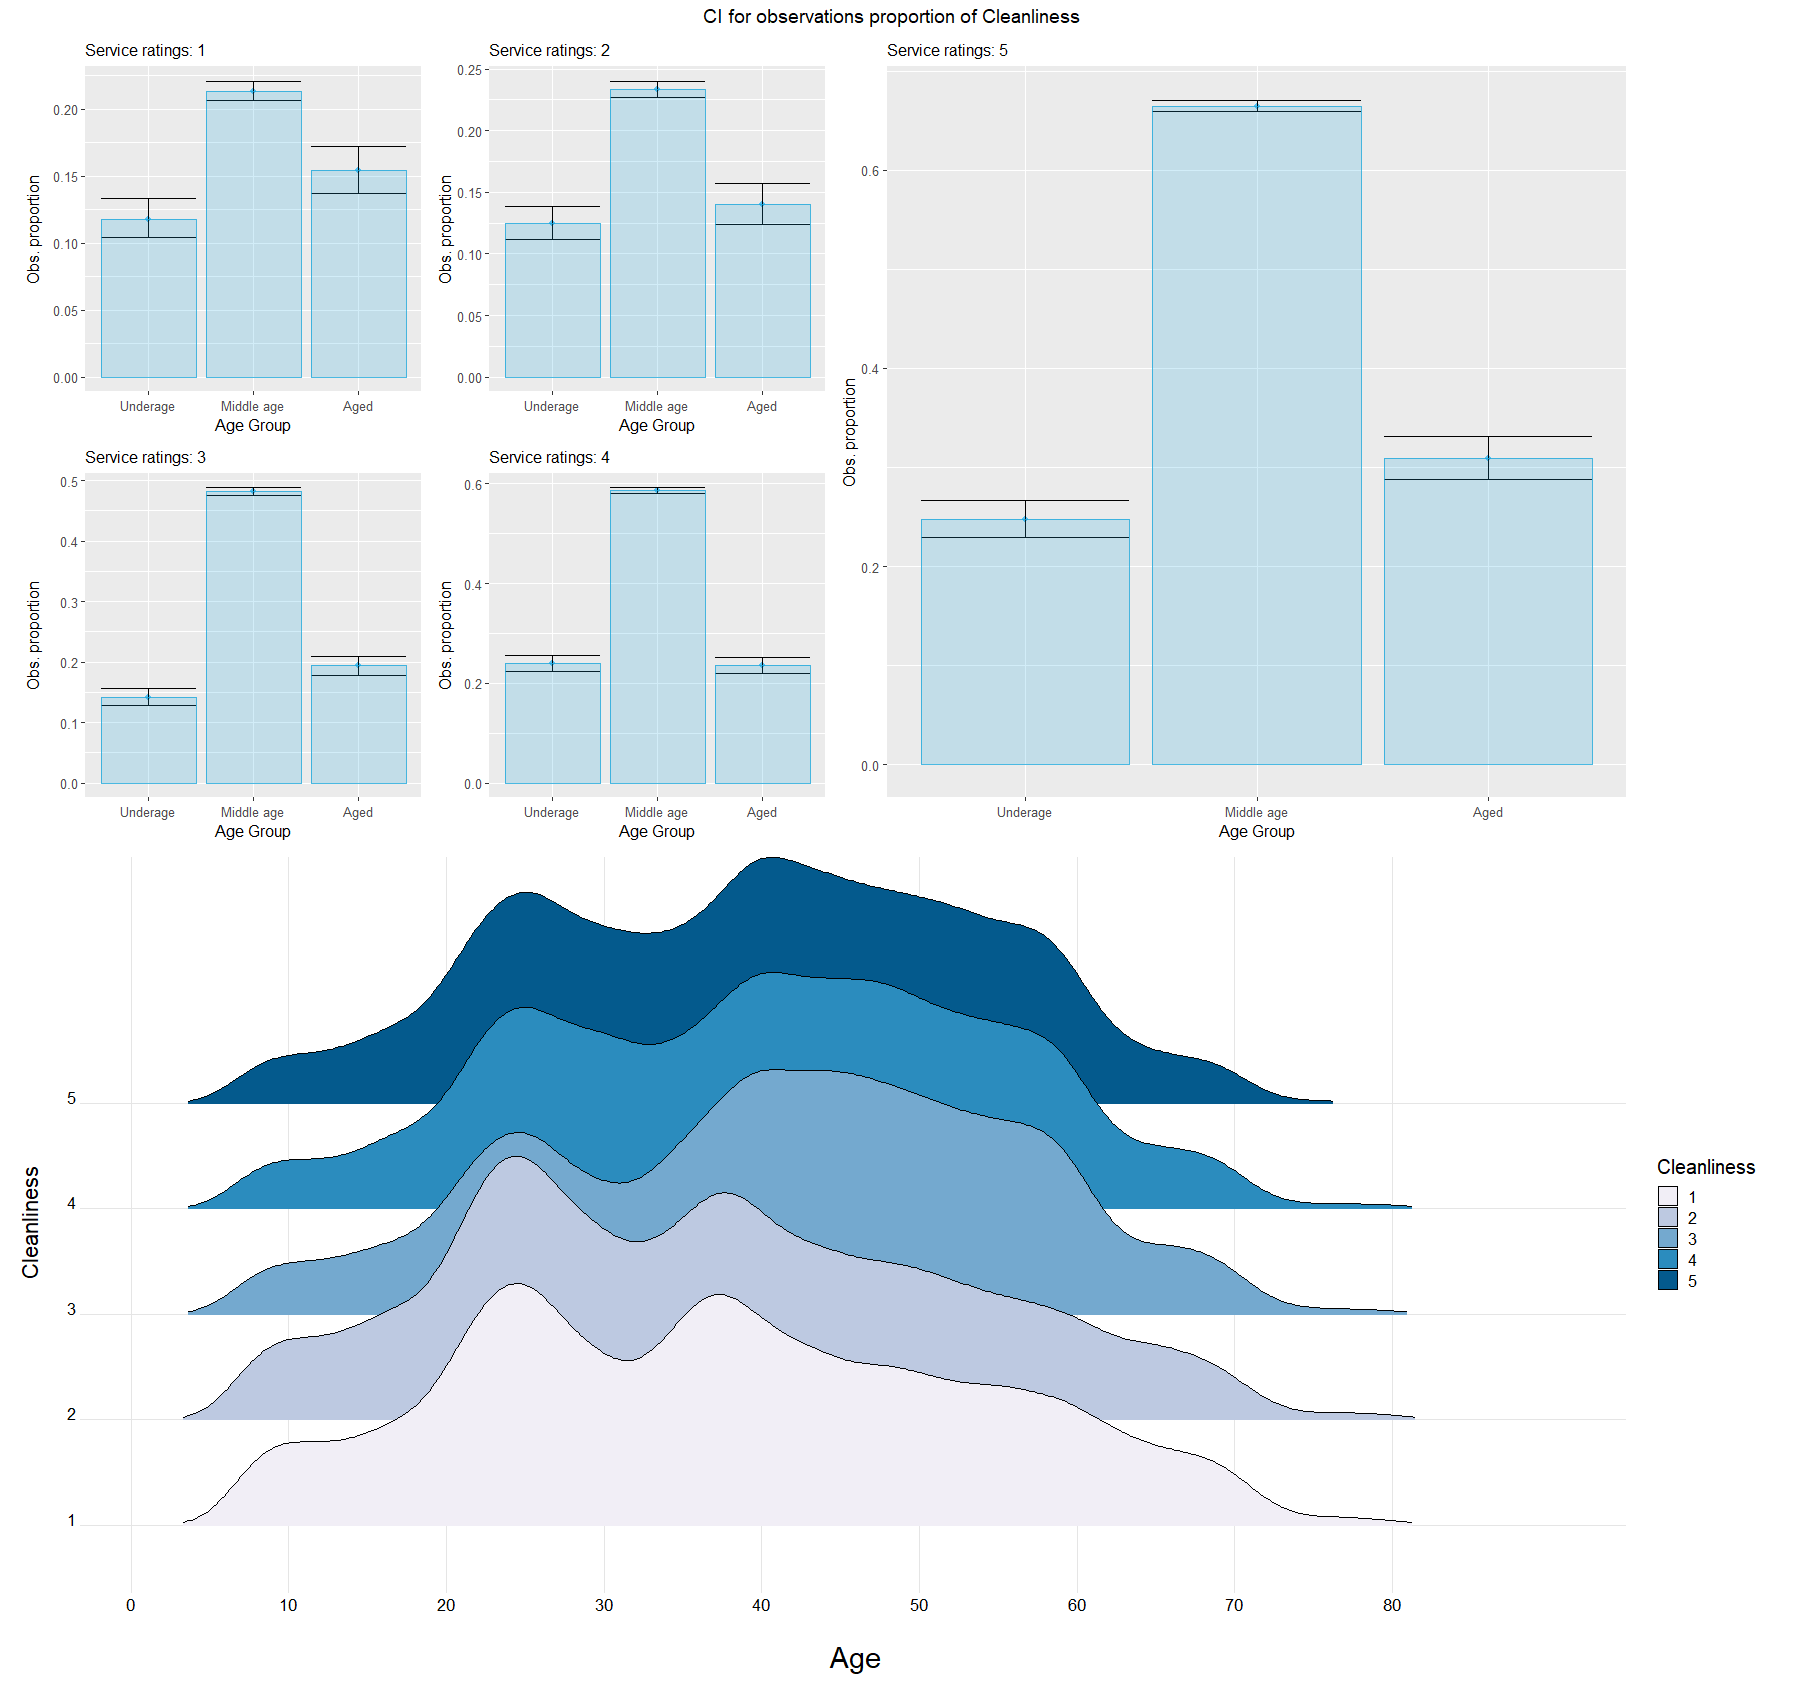 CI for observations proportion of Cleanliness
Service ratings: 1
Obs. proportion
0.20
0.15
0.10
0.05
0.00
Underage Middle age Aged
Age Group
Service ratings: 2
Obs. proportion
0.25
0.20
0.15
0.10
0.05
0.00
Underage Middle age Aged
Age Group
Service ratings: 5
Obs. proportion
0.6
0.4
0.2
0.0
Underage Middle age Aged
Age Group
Service ratings: 3
Obs. proportion
0.5
0.4
0.3
0.2
0.1
0.0
Underage Middle age Aged
Age Group
Service ratings: 4
Obs. proportion
0.6
0.4
0.2
0.0
Underage Middle age Aged
Age Group
Cleanliness
5
4
3
2
1
0 10 20 30 40 50 60 70 80
Age
Cleanliness
1
2
3
4
5